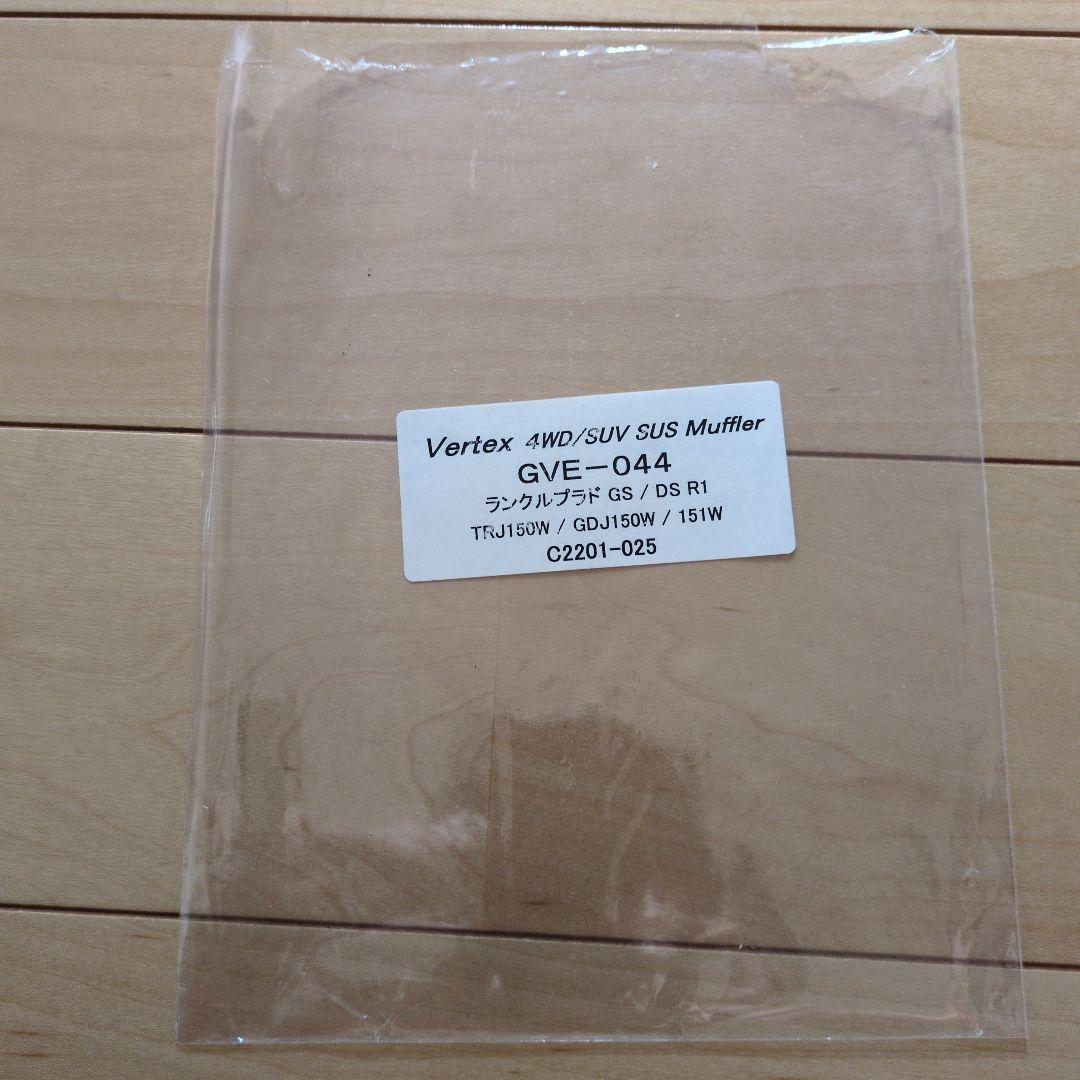 Vertex 4WD/SUV SUS Muffler
GVE-044
ランクルプラド GS / DS R1
TRJ150W / GDJ150W / 151W
C2201-025